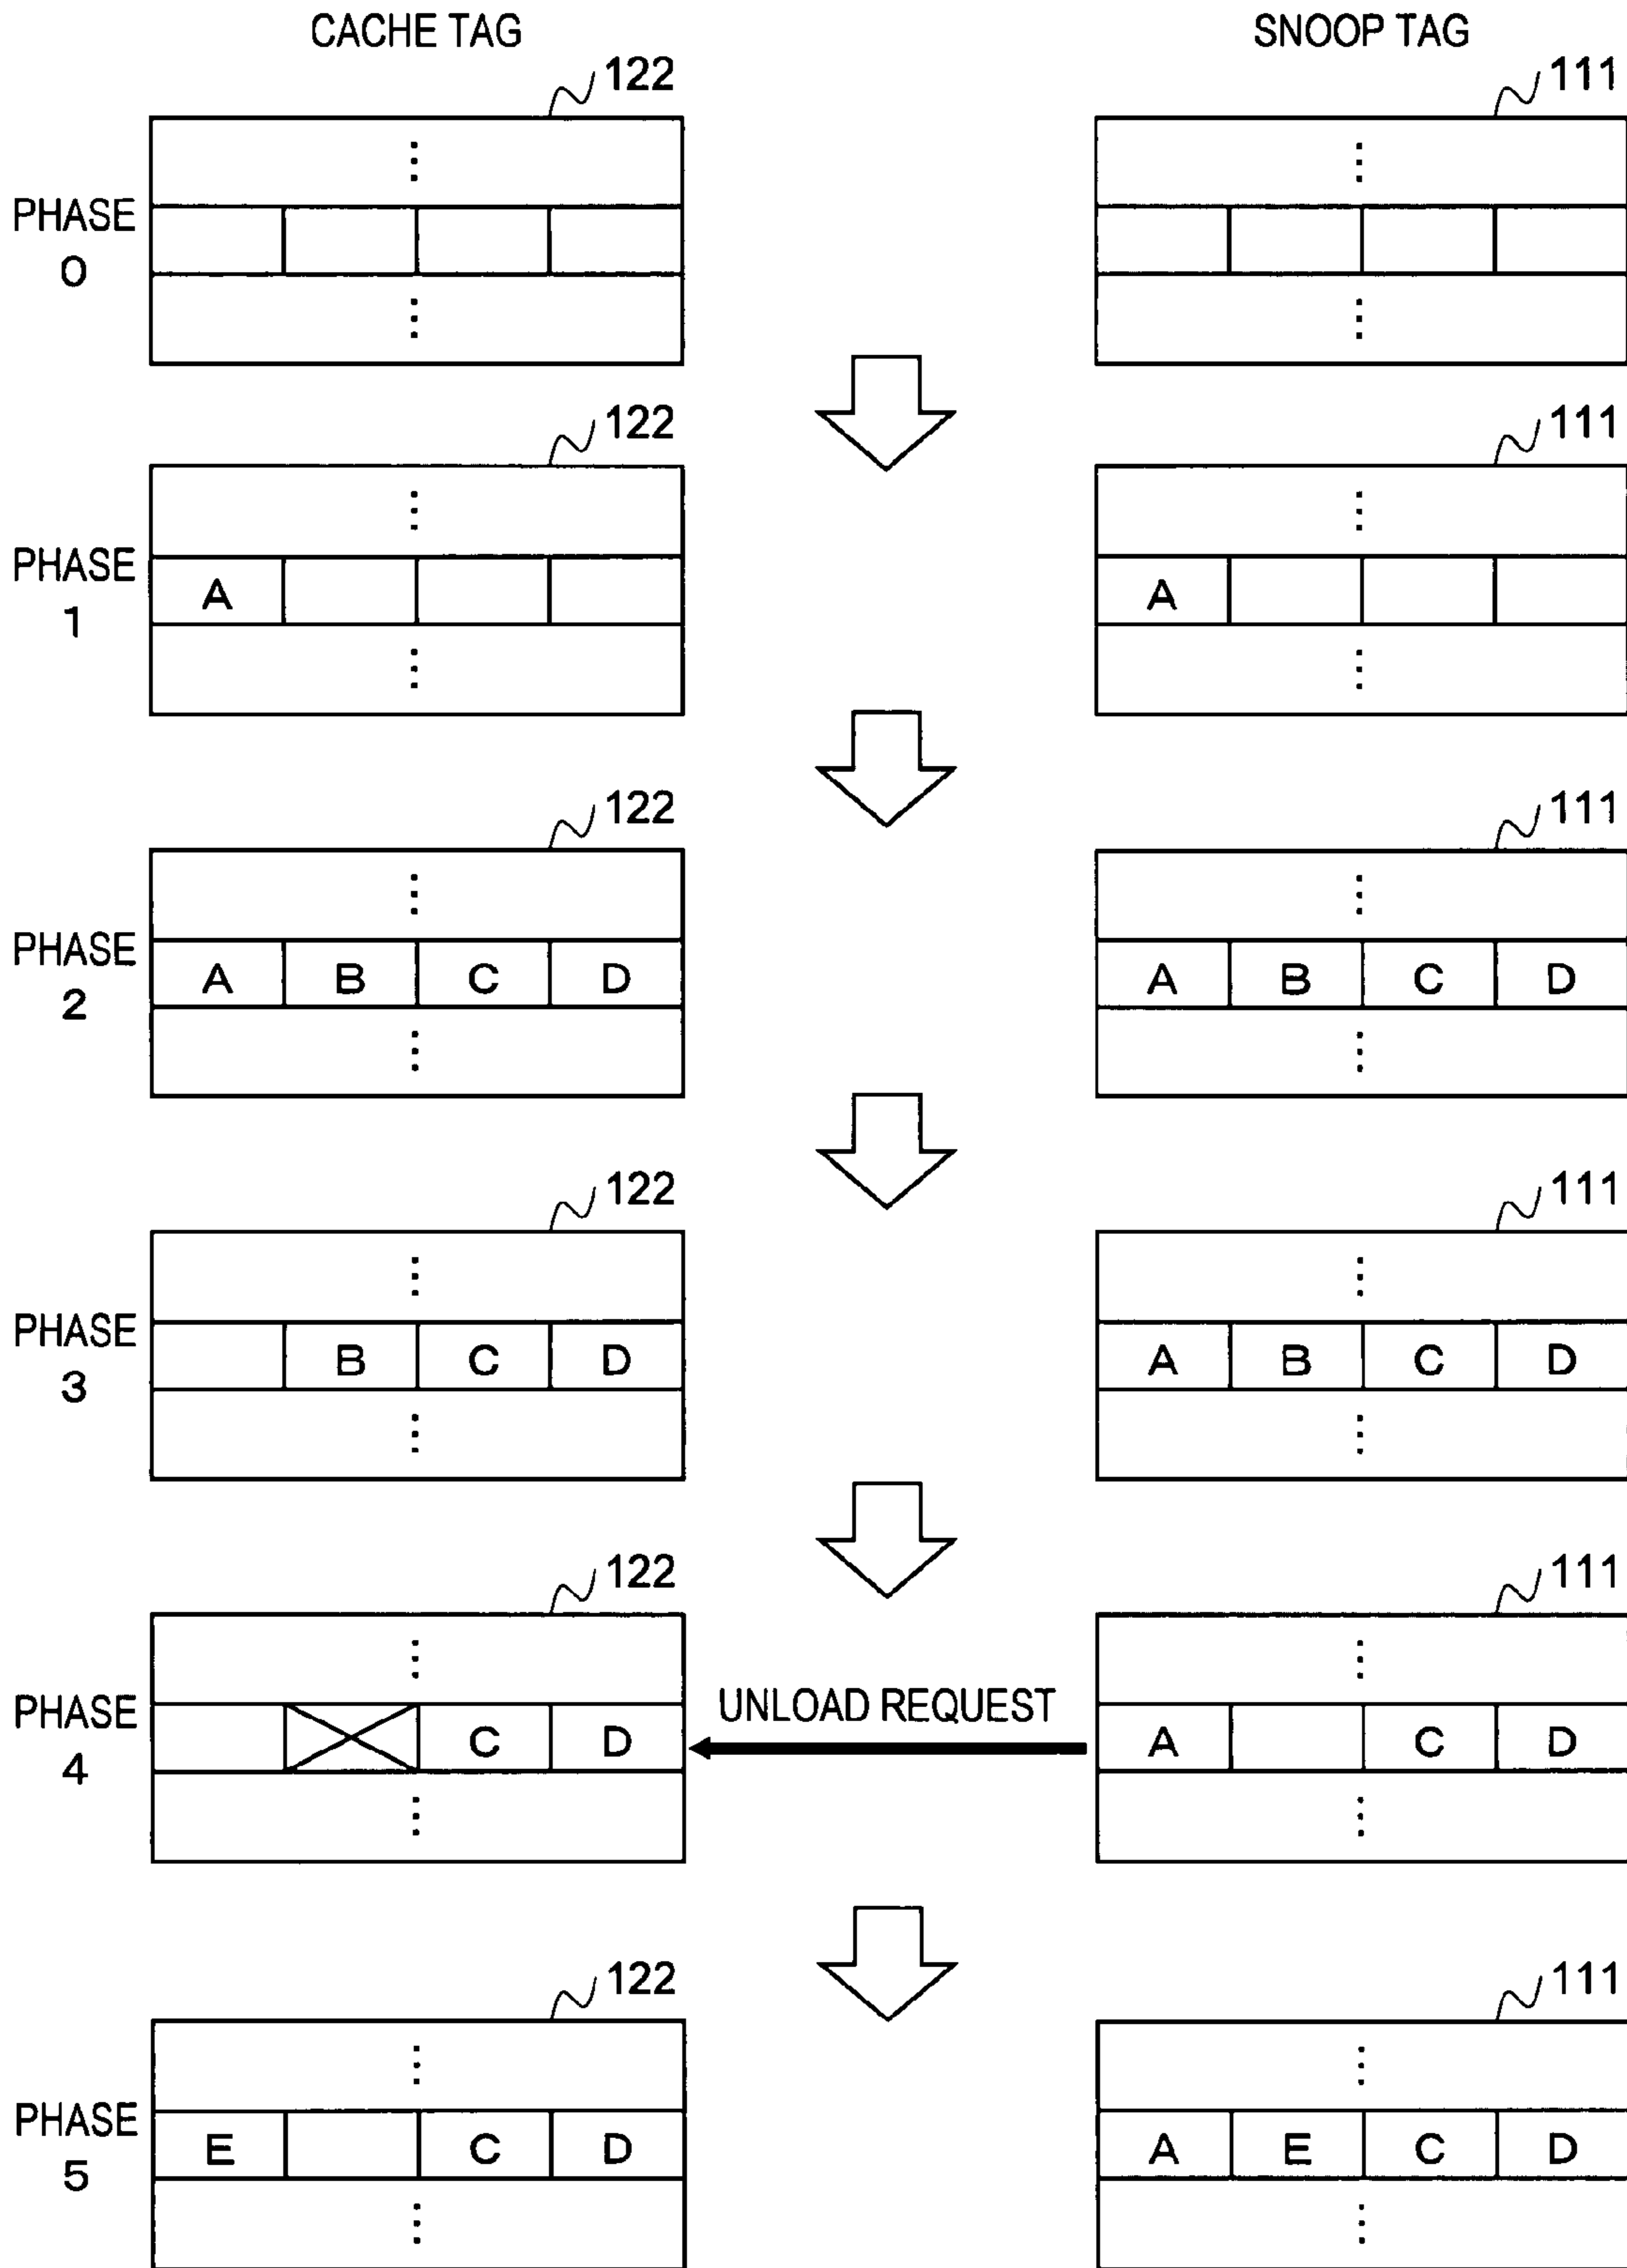 CACHE TAG SNOOP TAG
122 111
PHASE
0
122 111
PHASE
1
A A
122 111
PHASE
2
A B C D A B C D
122 111
PHASE
3
B C D A B C D
122 111
PHASE
4
C D UNLOAD REQUEST A C D
122 111
PHASE
5
E C D A E C D